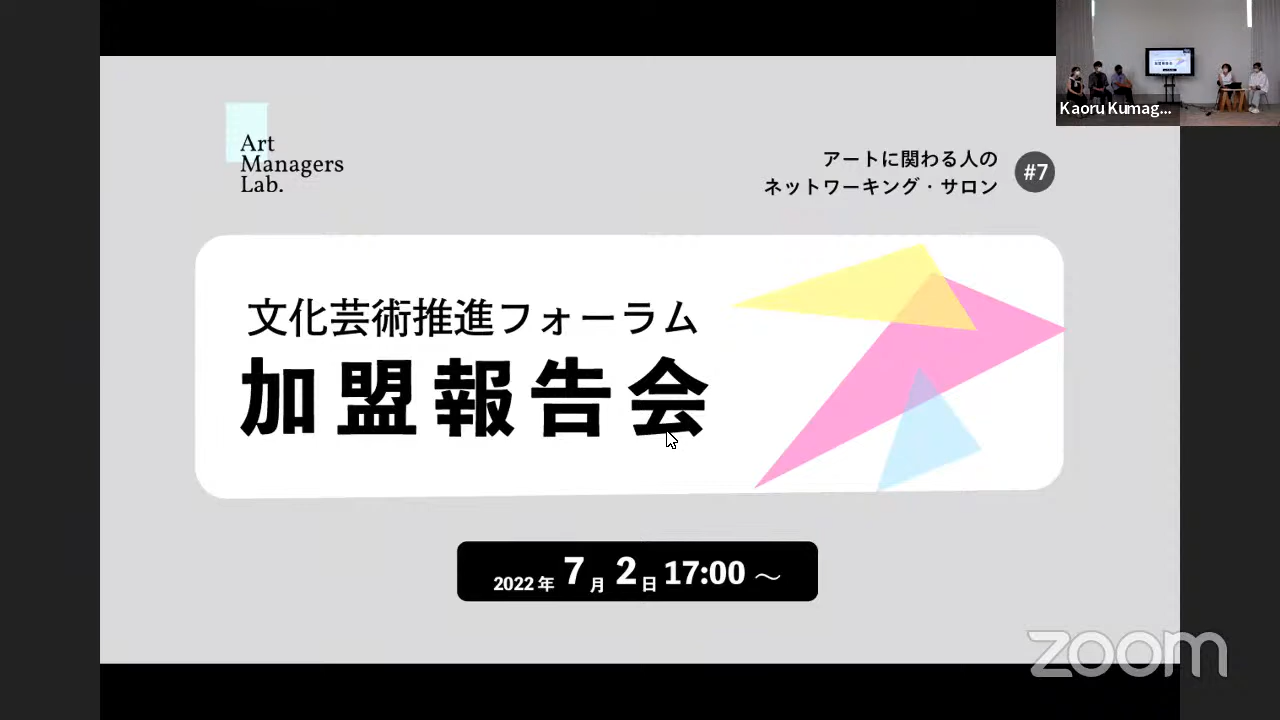 Art
Managers
Lab.
アートに関わる人の
ネットワーキング・サロン
#7
文化芸術推進フォーラム
加盟報告会
2022年 7月 2日 17:00 〜
Kaoru Kumag...
zoom